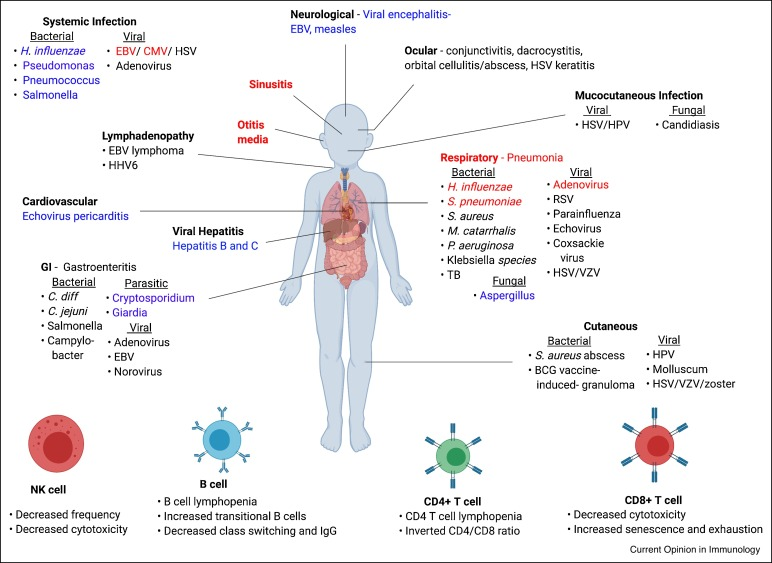 Systemic Infection
Bacterial
• H. influenzae
• Pseudomonas
• Pneumococcus
• Salmonella
Viral
• EBV/ CMV/ HSV
• Adenovirus
Neurological - Viral encephalitis-
EBV, measles
Ocular - conjunctivitis, dacrocystitis,
orbital cellulitis/abscess, HSV keratitis
Sinusitis
Otitis
media
Mucocutaneous Infection
Viral
• HSV/HPV
Fungal
• Candidiasis
Lymphadenopathy
• EBV lymphoma
• HHV6
Respiratory - Pneumonia
Bacterial
• H. influenzae
• S. pneumoniae
• S. aureus
• M. catarrhalis
• P. aeruginosa
• Klebsiella species
• TB
Viral
• Adenovirus
• RSV
• Parainfluenza
• Echovirus
• Coxsackie
virus
• HSV/VZV
Fungal
• Aspergillus
Cardiovascular
Echovirus pericarditis
Viral Hepatitis
Hepatitis B and C
GI - Gastroenteritis
Bacterial
• C. diff
• C. jejuni
• Salmonella
• Campylo-
bacter
Parasitic
• Cryptosporidium
• Giardia
Viral
• Adenovirus
• EBV
• Norovirus
Cutaneous
Bacterial
• S. aureus abscess
• BCG vaccine-
induced- granuloma
Viral
• HPV
• Molluscum
• HSV/VZV/zoster
NK cell
• Decreased frequency
• Decreased cytotoxicity
B cell
• B cell lymphopenia
• Increased transitional B cells
• Decreased class switching and IgG
CD4+ T cell
• CD4 T cell lymphopenia
• Inverted CD4/CD8 ratio
CD8+ T cell
• Decreased cytotoxicity
• Increased senescence and exhaustion
Current Opinion in Immunology